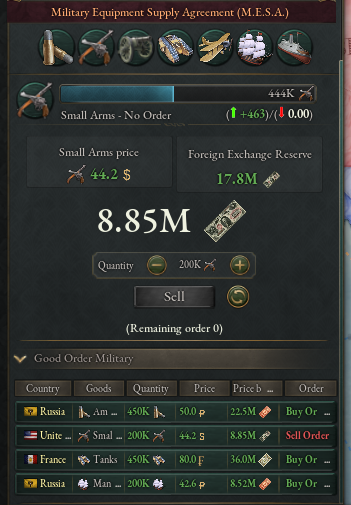 Military Equipment Supply Agreement (M.E.S.A.)
444K
Small Arms - No Order
(+463)/(0.00)
Small Arms price
44.2 $
Foreign Exchange Reserve
17.8M
8.85M
Quantity
200K
Sell
(Remaining order 0)
Good Order Military
Country Goods Quantity Price Price b ... Order
Russia Am ... 450K 50.0 ₽ 22.5M Buy Or ...
Unite ... Smal ... 200K 44.2 $ 8.85M Sell Order
France Tanks 450K 80.0 ₣ 36.0M Buy Or ...
Russia Man ... 200K 42.6 ₽ 8.52M Buy Or ...